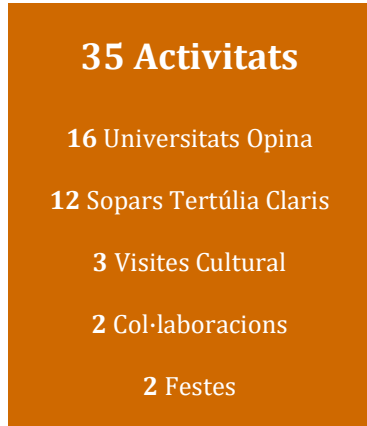 35 Activitats
16 Universitats Opina
12 Sopars Tertúlia Claris
3 Visites Cultural
2 Col·laboracions
2 Festes